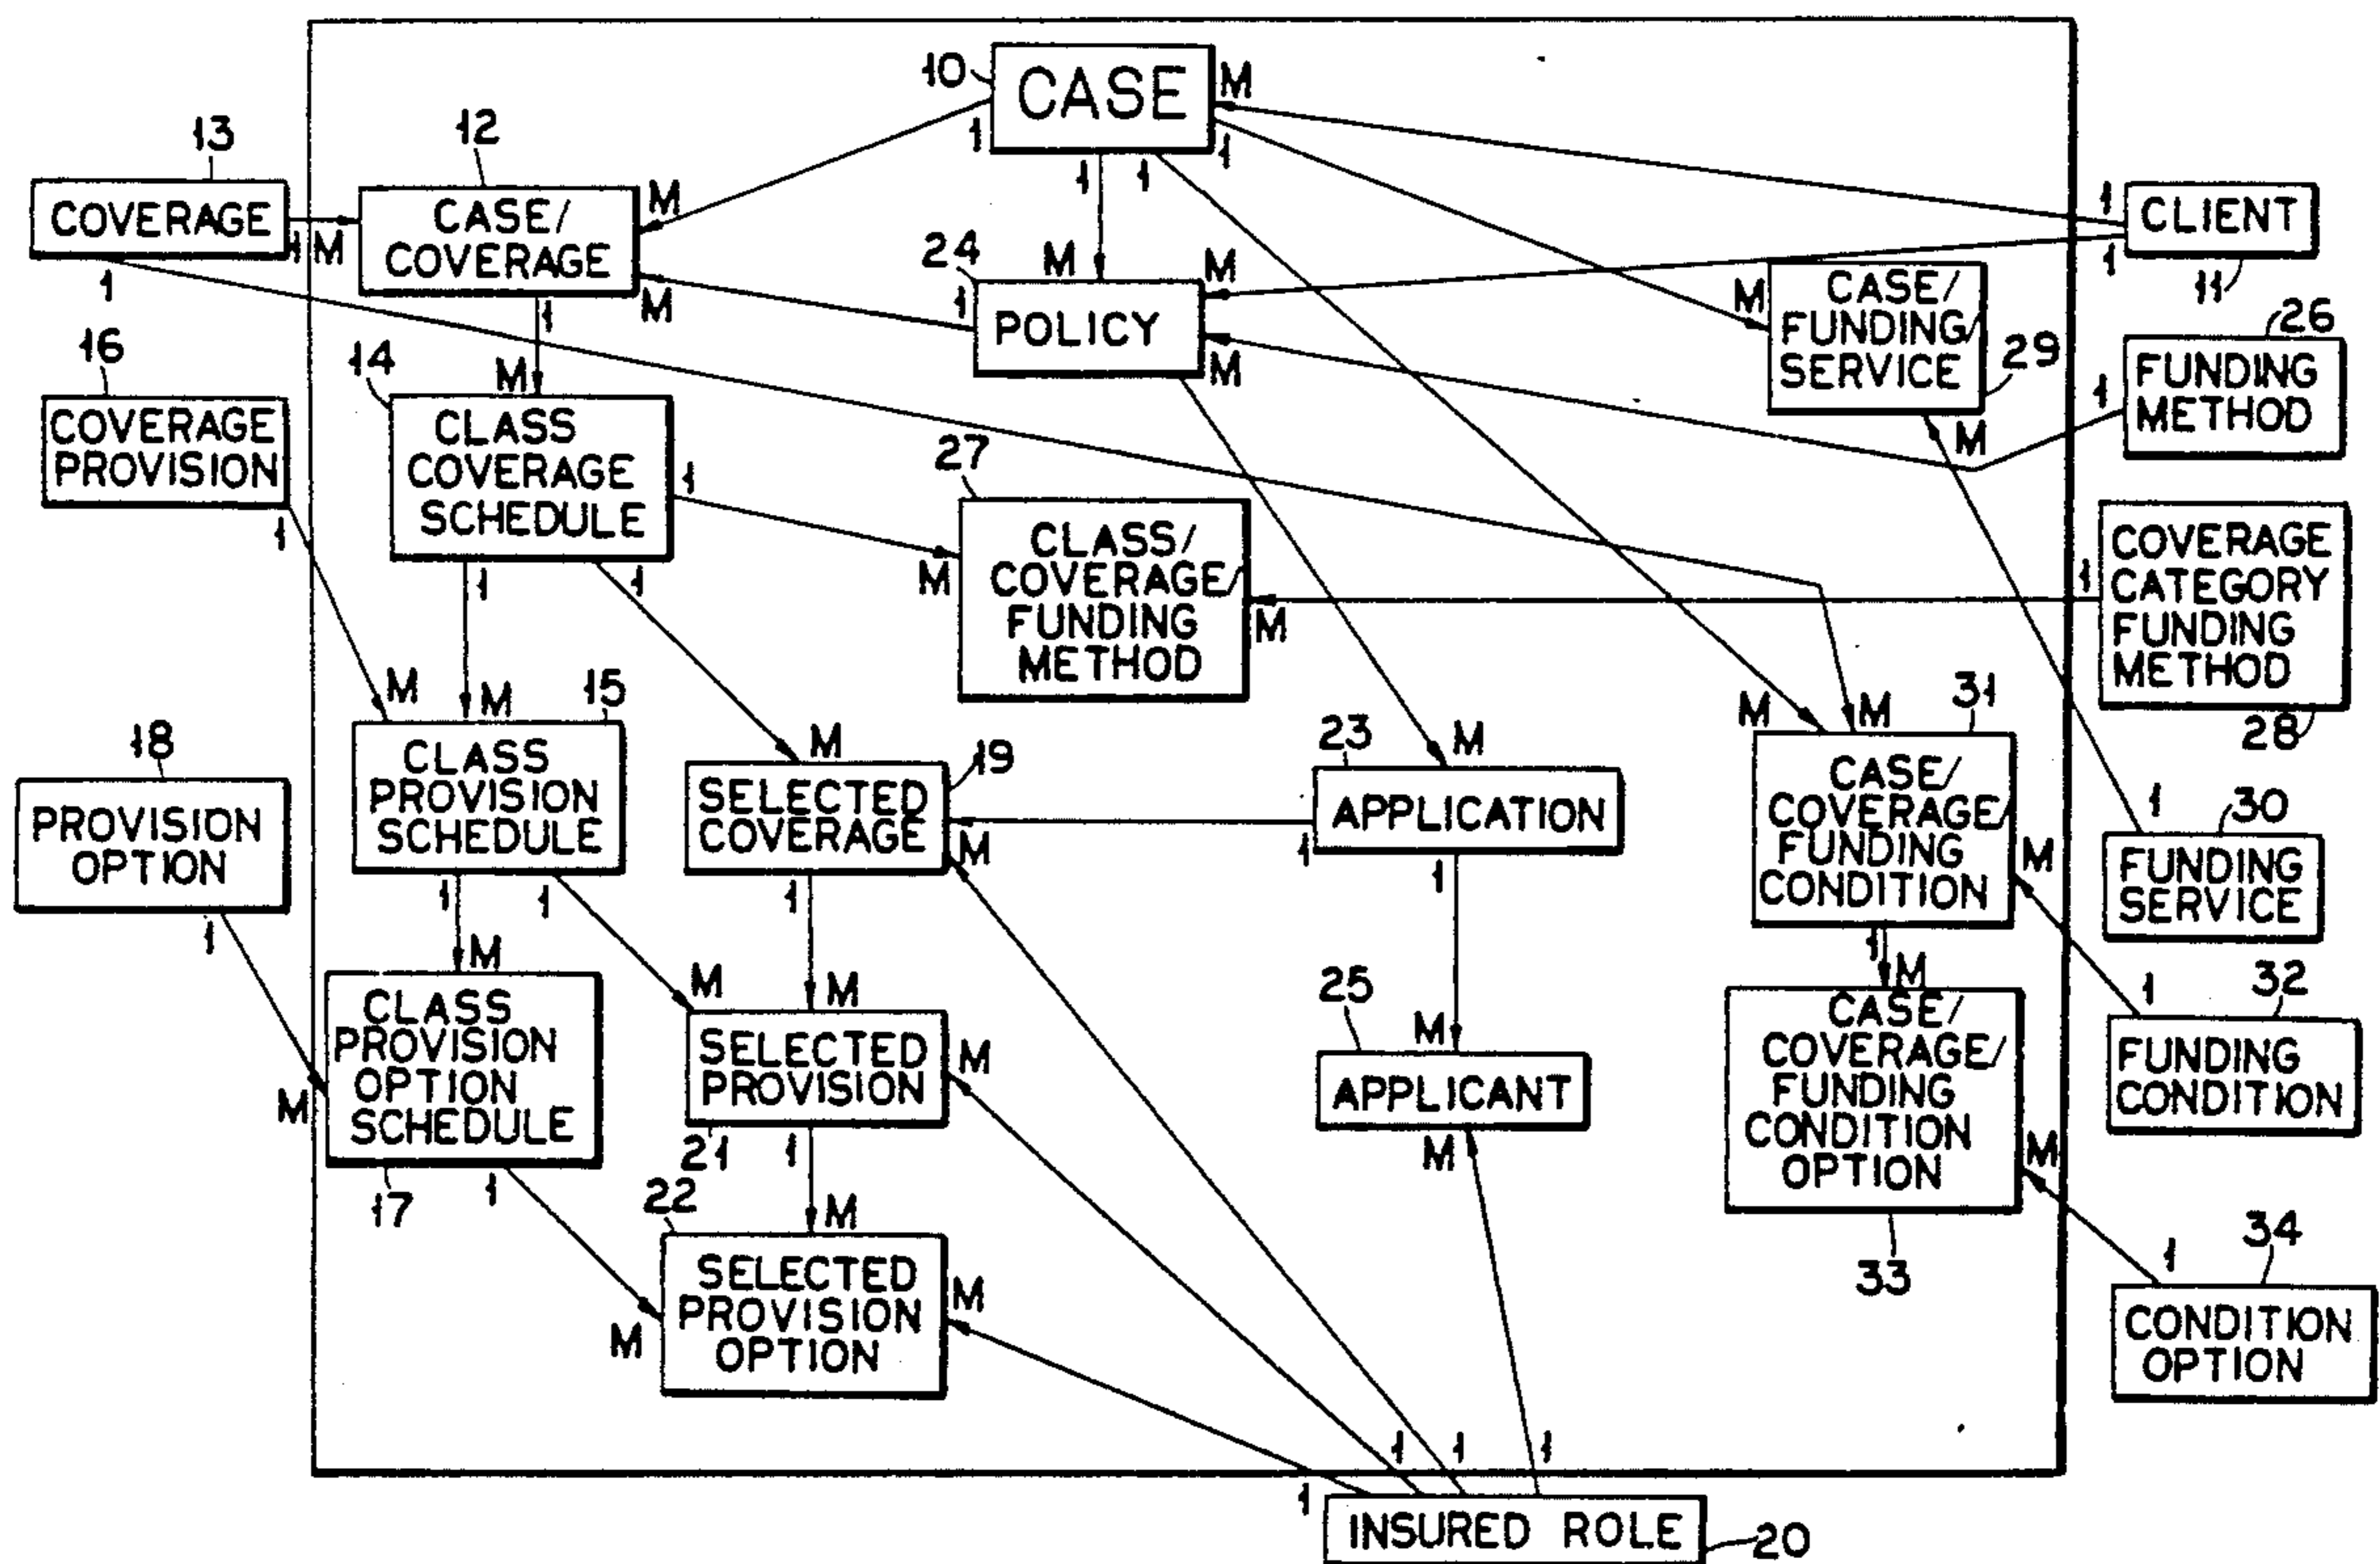 10
CASE
M
1
1
1
1
13
COVERAGE
1
M
1
12
CASE/
COVERAGE
M
M
1
24
M
M
1
POLICY
M
1
CLIENT
1
11
M
CASE/
FUNDING/
SERVICE
29
M
26
FUNDING
METHOD
1
16
COVERAGE
PROVISION
1
14
M
CLASS
COVERAGE
SCHEDULE
1
1
1
27
CLASS/
COVERAGE/
FUNDING
METHOD
M
M
1
COVERAGE
CATEGORY
FUNDING
METHOD
28
18
PROVISION
OPTION
1
M
M
15
CLASS
PROVISION
SCHEDULE
1
1
M
19
SELECTED
COVERAGE
M
1
M
23
APPLICATION
1
1
M
M
31
CASE/
COVERAGE/
FUNDING
CONDITION
M
1
1
30
FUNDING
SERVICE
M
M
CLASS
PROVISION
OPTION
SCHEDULE
17
1
M
M
SELECTED
PROVISION
M
21
1
25
M
APPLICANT
M
M
CASE/
COVERAGE/
FUNDING
CONDITION
OPTION
M
33
1
32
FUNDING
CONDITION
22
M
SELECTED
PROVISION
OPTION
M
M
1
34
CONDITION
OPTION
1
1
1
1
INSURED ROLE
20